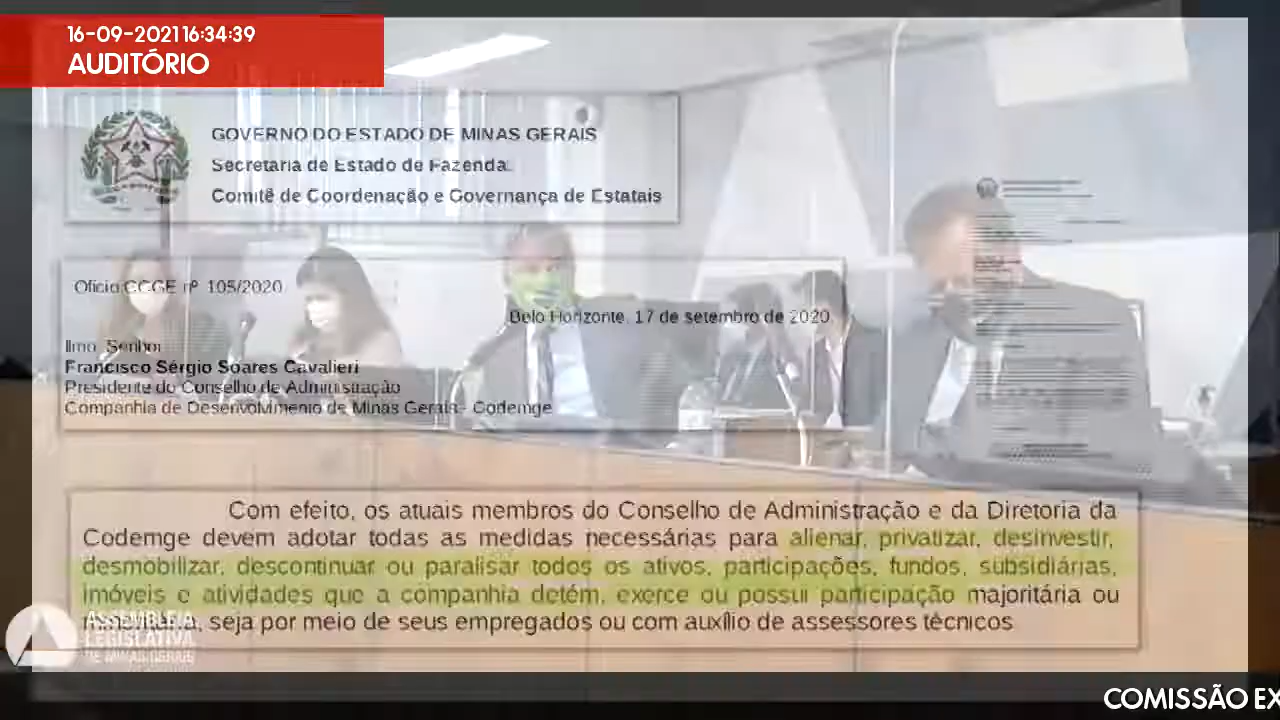 16-09-2021 16:34:39
AUDITÓRIO
GOVERNO DO ESTADO DE MINAS GERAIS
Secretaria de Estado de Fazenda
Comitê de Coordenação e Governança de Estatais
Ofício CCGE nº 105/2020
Belo Horizonte, 17 de setembro de 2020
Ilmo. Senhor
Francisco Sérgio Soares Cavalieri
Presidente do Conselho de Administração
Companhia de Desenvolvimento de Minas Gerais - Codemge
Com efeito, os atuais membros do Conselho de Administração e da Diretoria da
Codemge devem adotar todas as medidas necessárias para alienar, privatizar, desinvestir,
desmobilizar, descontinuar ou paralisar todos os ativos, participações, fundos, subsidiárias,
imóveis e atividades que a companhia detém, exerce ou possui participação majoritária ou
seja por meio de seus empregados ou com auxílio de assessores técnicos
ASSEMBLEIA
LEGISLATIVA
DE MINAS GERAIS
COMISSÃO EX